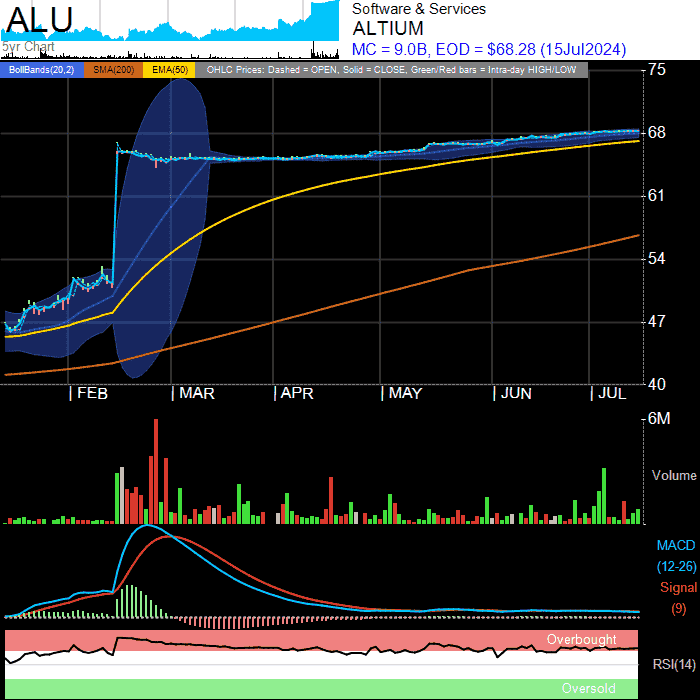 ALU
5yr Chart
Software & Services
ALTIUM
MC = 9.0B, EOD = $68.28 (15Jul2024)
BollBands(20,2) SMA(200) EMA(50) OHLC Prices: Dashed = OPEN, Solid = CLOSE, Green/Red bars = Intra-day HIGH/LOW
75
68
61
54
47
40
FEB MAR APR MAY JUN JUL
6M
Volume
MACD
(12-26)
Signal
(9)
Overbought
RSI(14)
Oversold